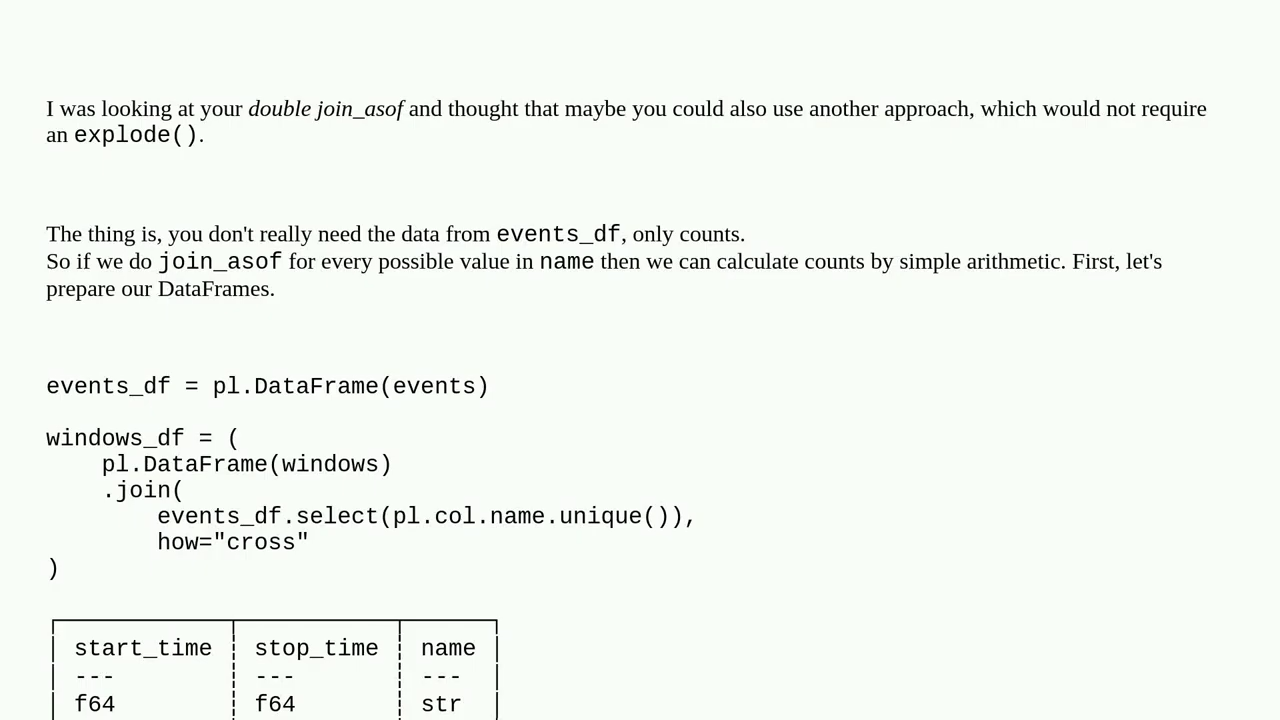 I was looking at your double join_asof and thought that maybe you could also use another approach, which would not require
an explode().
The thing is, you don't really need the data from events_df, only counts.
So if we do join_asof for every possible value in name then we can calculate counts by simple arithmetic. First, let's
prepare our DataFrames.
events_df = pl.DataFrame(events)
windows_df = (
    pl.DataFrame(windows)
    .join(
        events_df.select(pl.col.name.unique()),
        how="cross"
)
┌────────────┬───────────┬──────┐
│ start_time ┆ stop_time ┆ name │
│ --- ┆ --- ┆ --- │
│ f64 ┆ f64 ┆ str │